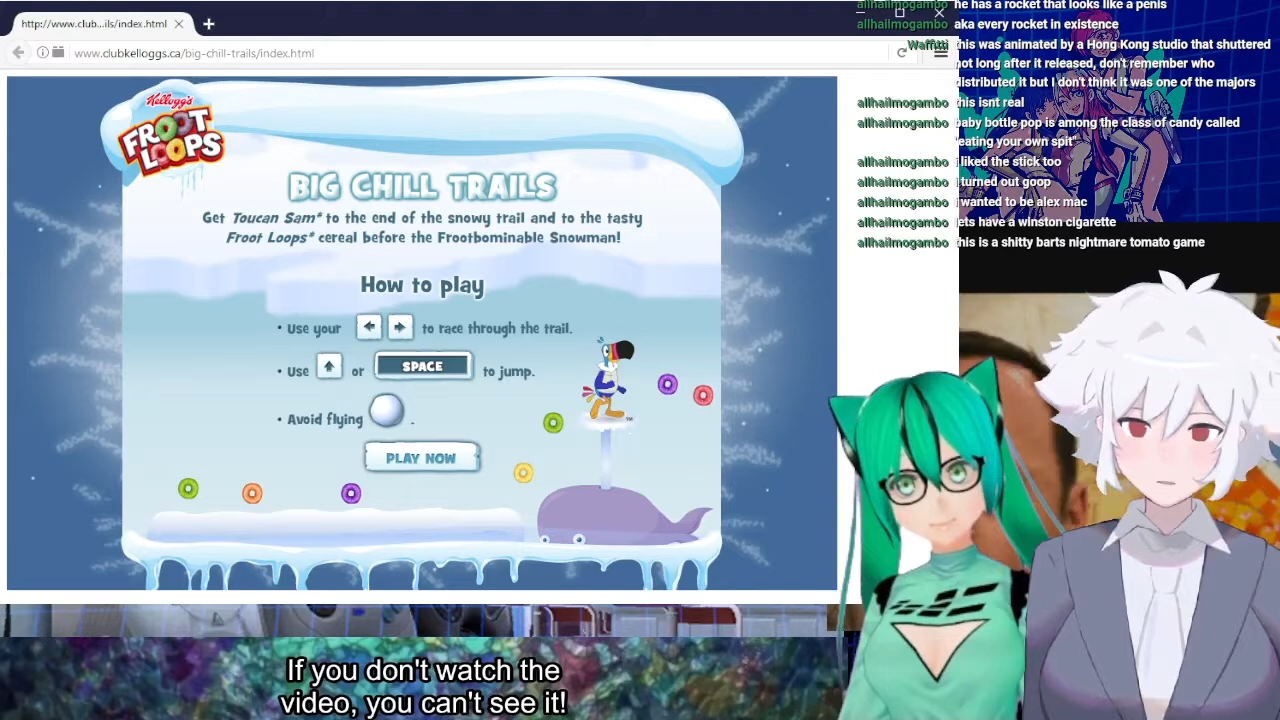 http://www.club...ils/index.html
www.clubkelloggs.ca/big-chill-trails/index.html
Kellogg's
FROOT
LOOPS
BIG CHILL TRAILS
Get Toucan Sam* to the end of the snowy trail and to the tasty
Froot Loops* cereal before the Frootbominable Snowman!
How to play
• Use your to race through the trail.
• Use or SPACE to jump.
• Avoid flying .
PLAY NOW
TM
allhailmogambo he has a rocket that looks like a penis
allhailmogambo aka every rocket in existence
Waffitti this was animated by a Hong Kong studio that shuttered
not long after it released, don't remember who
distributed it but I don't think it was one of the majors
allhailmogambo this isnt real
allhailmogambo baby bottle pop is among the class of candy called
"eating your own spit"
allhailmogambo i liked the stick too
allhailmogambo i turned out goop
allhailmogambo i wanted to be alex mac
allhailmogambo lets have a winston cigarette
allhailmogambo this is a shitty barts nightmare tomato game
If you don't watch the
video, you can't see it!